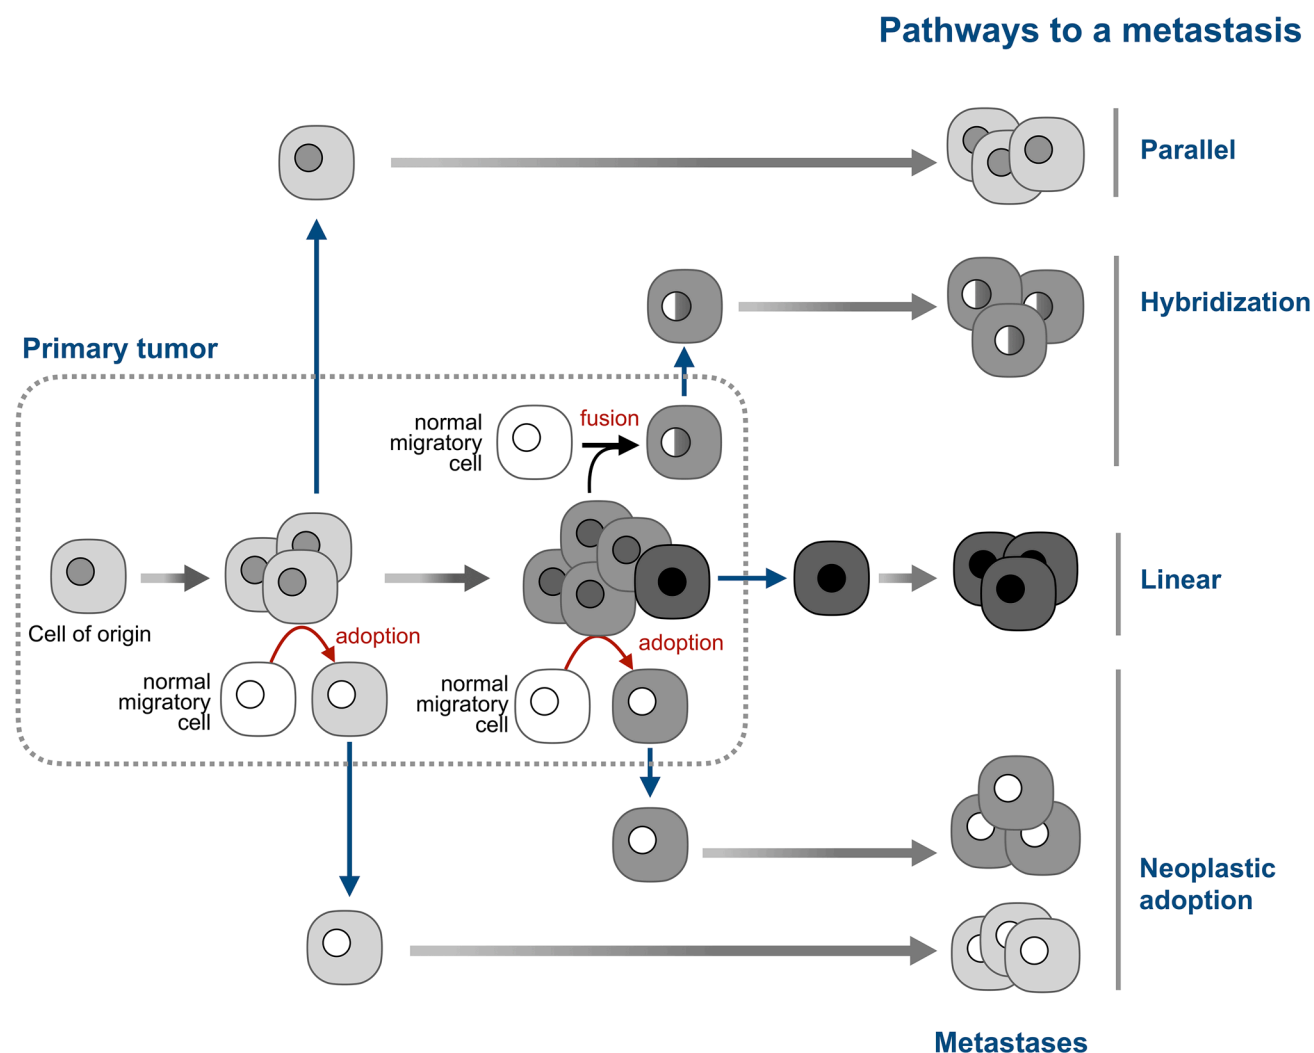 Pathways to a metastasis
Parallel
Hybridization
Primary tumor
normal
migratory
cell
fusion
Linear
Cell of origin
adoption
adoption
normal
migratory
cell
normal
migratory
cell
Neoplastic
adoption
Metastases